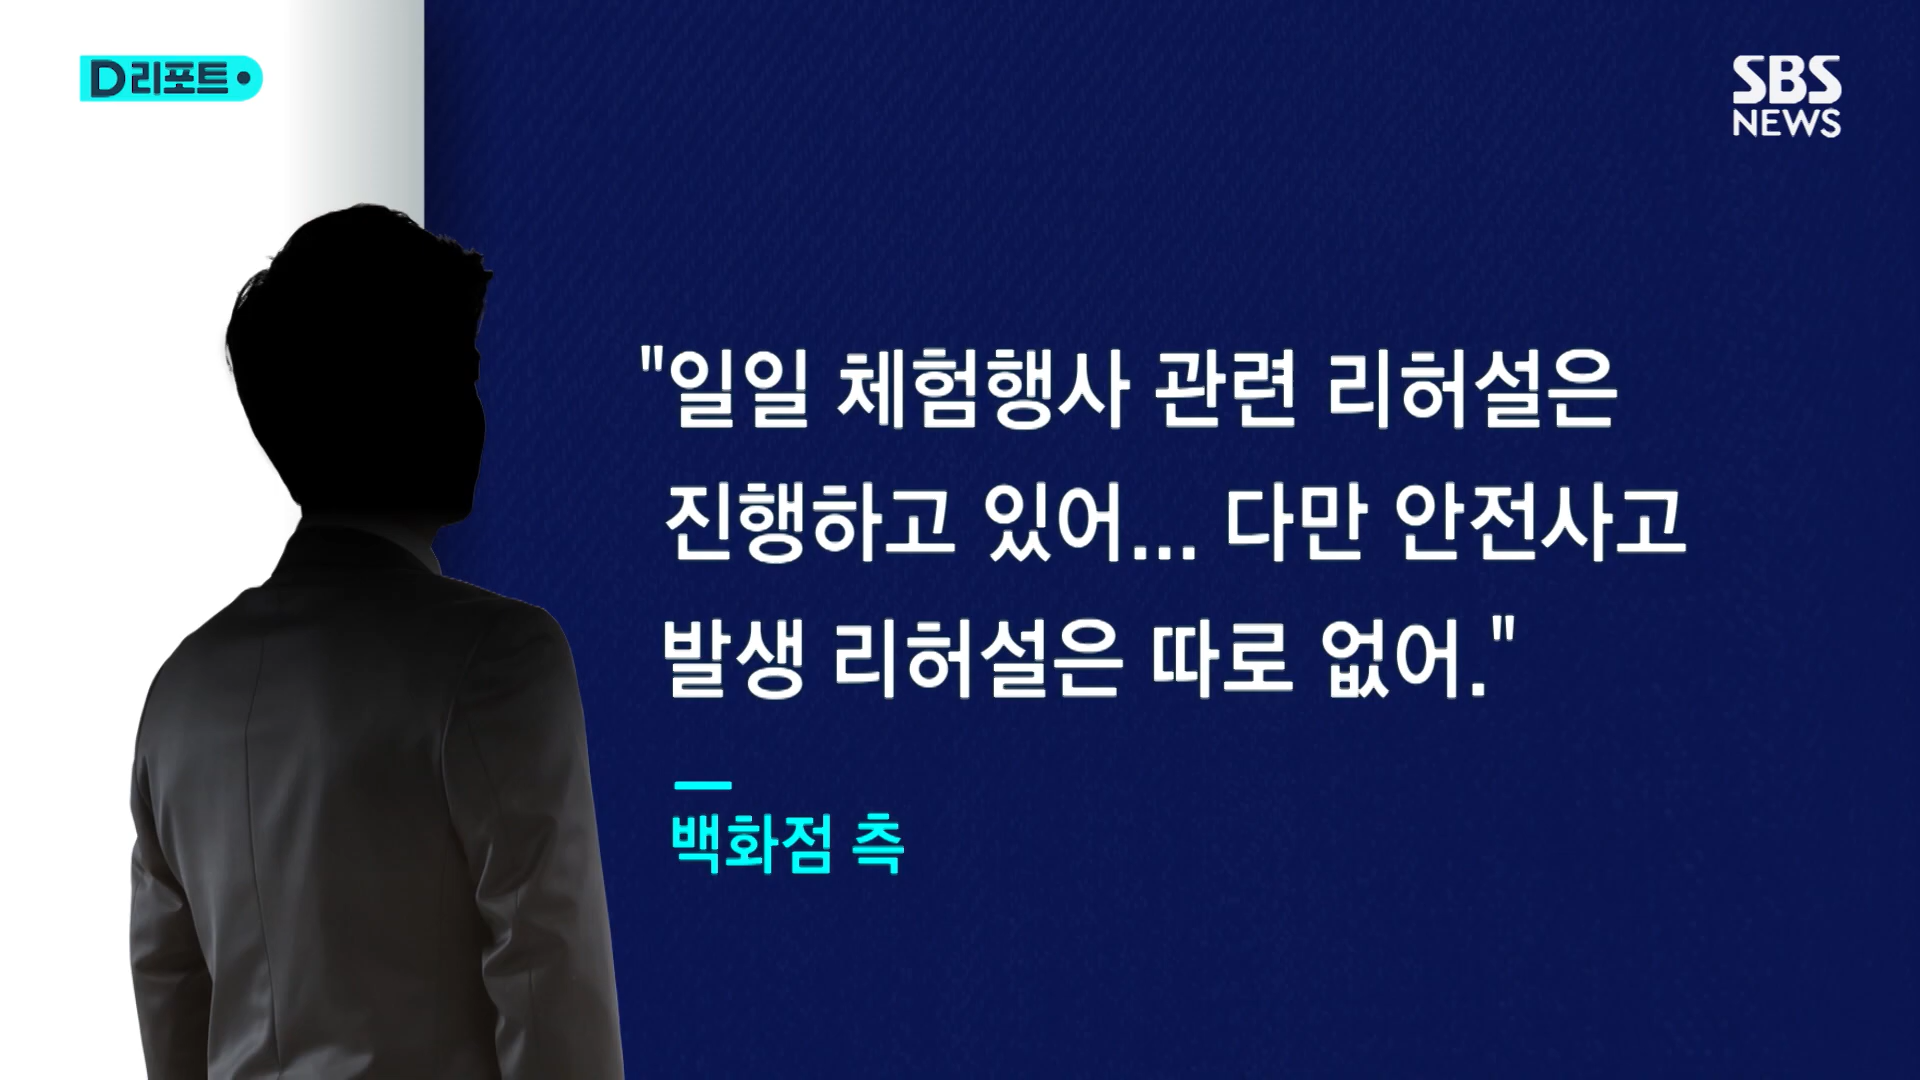 D리포트
SBS
NEWS
"일일 체험행사 관련 리허설은
진행하고 있어... 다만 안전사고
발생 리허설은 따로 없어."
백화점 측